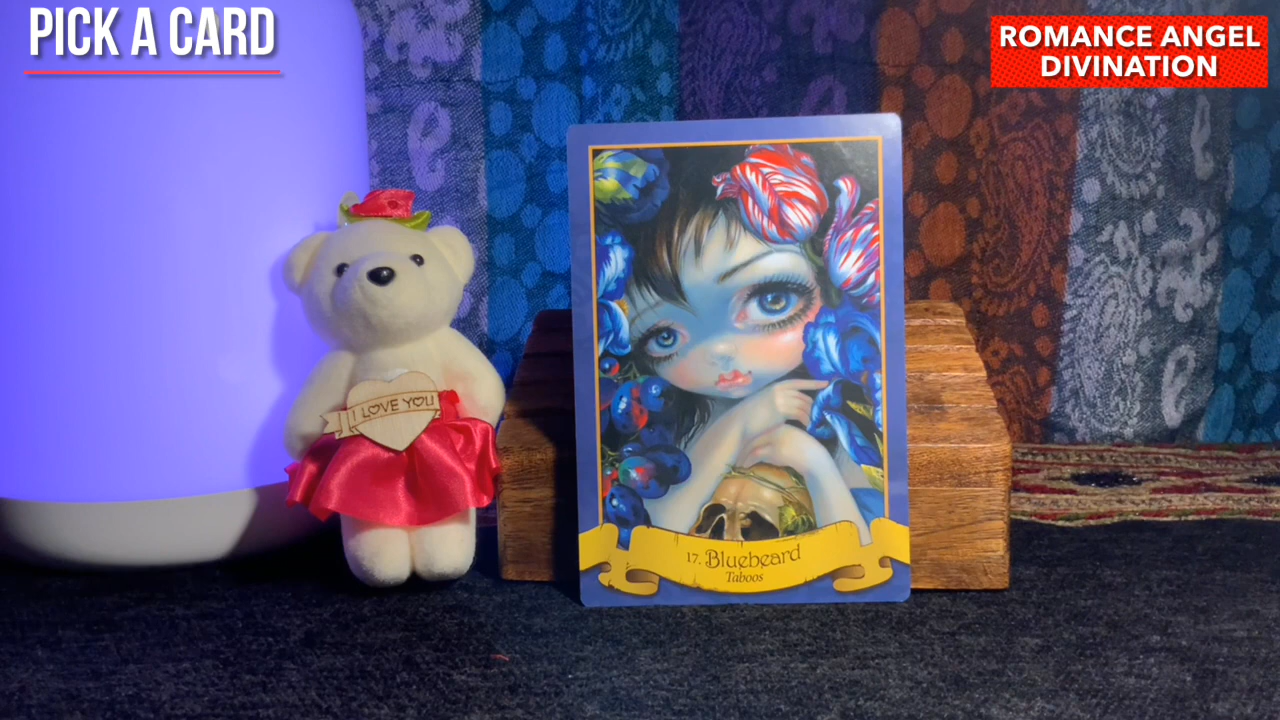 PICK A CARD
ROMANCE ANGEL
DIVINATION
I LOVE YOU
17. Bluebeard
Taboos